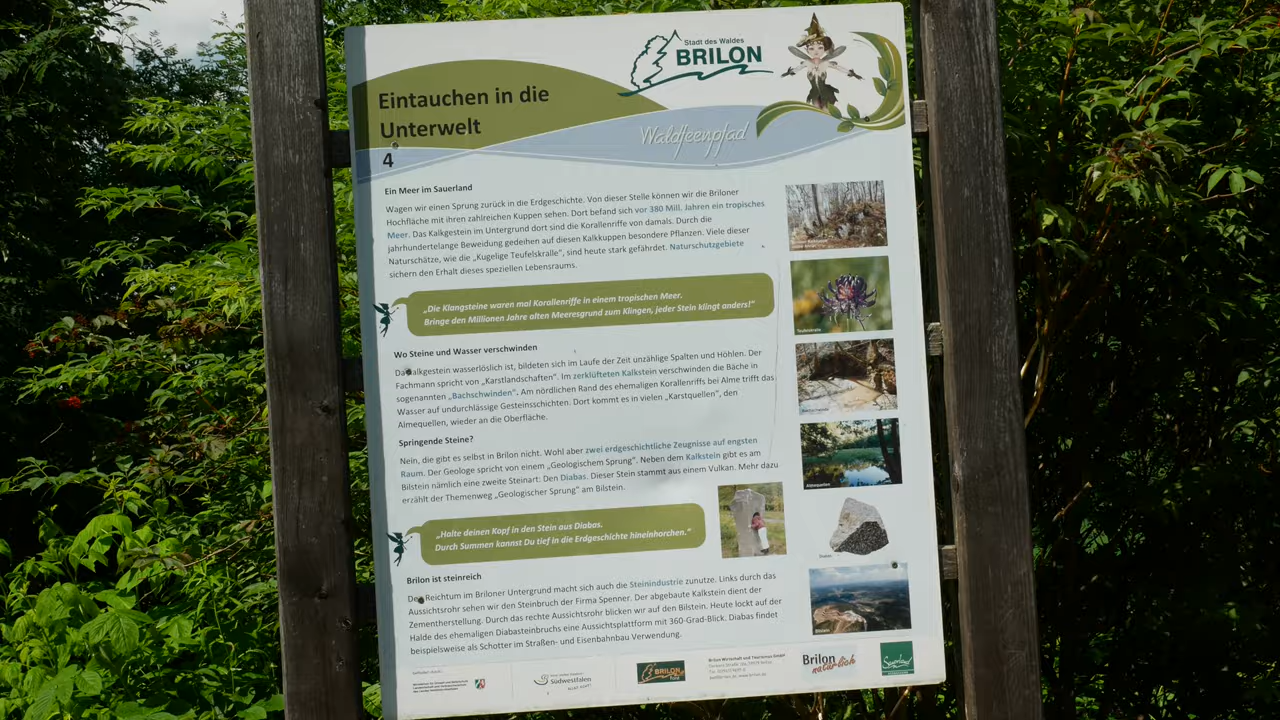 Stadt des Waldes
BRILON
Eintauchen in die
Unterwelt
Waldfeenpfad
4
Ein Meer im Sauerland
Wagen wir einen Sprung zurück in die Erdgeschichte. Von dieser Stelle können wir die Briloner
Hochfläche mit ihren zahlreichen Kuppen sehen. Dort befand sich vor 380 Mill. Jahren ein tropisches
Meer. Das Kalkgestein im Untergrund dort sind die Korallenriffe von damals. Durch die
jahrhundertelange Beweidung gedeihen auf diesen Kalkkuppen besondere Pflanzen. Viele dieser
Naturschätze, wie die „Kugelige Teufelskralle", sind heute stark gefährdet. Naturschutzgebiete
sichern den Erhalt dieses speziellen Lebensraums.
„Die Klangsteine waren mal Korallenriffe in einem tropischen Meer.
Bringe den Millionen Jahre alten Meeresgrund zum Klingen, jeder Stein klingt anders!"
Teufelskralle
Wo Steine und Wasser verschwinden
Da alkgestein wasserlöslich ist, bildeten sich im Laufe der Zeit unzählige Spalten und Höhlen. Der
Fachmann spricht von „Karstlandschaften". Im zerklüfteten Kalkstein verschwinden die Bäche in
sogenannten „Bachschwinden". Am nördlichen Rand des ehemaligen Korallenriffs bei Alme trifft das
Wasser auf undurchlässige Gesteinsschichten. Dort kommt es in vielen „Karstquellen", den
Almequellen, wieder an die Oberfläche.
Springende Steine?
Nein, die gibt es selbst in Brilon nicht. Wohl aber zwei erdgeschichtliche Zeugnisse auf engsten
Raum. Der Geologe spricht von einem „Geologischem Sprung". Neben dem Kalkstein gibt es am
Bilstein nämlich eine zweite Steinart: Den Diabas. Dieser Stein stammt aus einem Vulkan. Mehr dazu
erzählt der Themenweg „Geologischer Sprung" am Bilstein.
Almequellen
„Halte deinen Kopf in den Stein aus Diabas.
Durch Summen kannst Du tief in die Erdgeschichte hineinhorchen."
Diabas
Brilon ist steinreich
De Reichtum im Briloner Untergrund macht sich auch die Steinindustrie zunutze. Links durch das
Aussichtsrohr sehen wir den Steinbruch der Firma Spenner. Der abgebaute Kalkstein dient der
Zementherstellung. Durch das rechte Aussichtsrohr blicken wir auf den Bilstein. Heute lockt auf der
Halde des ehemaligen Diabasteinbruchs eine Aussichtsplattform mit 360-Grad-Blick. Diabas findet
beispielsweise als Schotter im Straßen- und Eisenbahnbau Verwendung.
Bilstein
Südwestfalen
BRILON
Brilon Wirtschaft und Tourismus GmbH
Brilon
natürlich
Sauerland